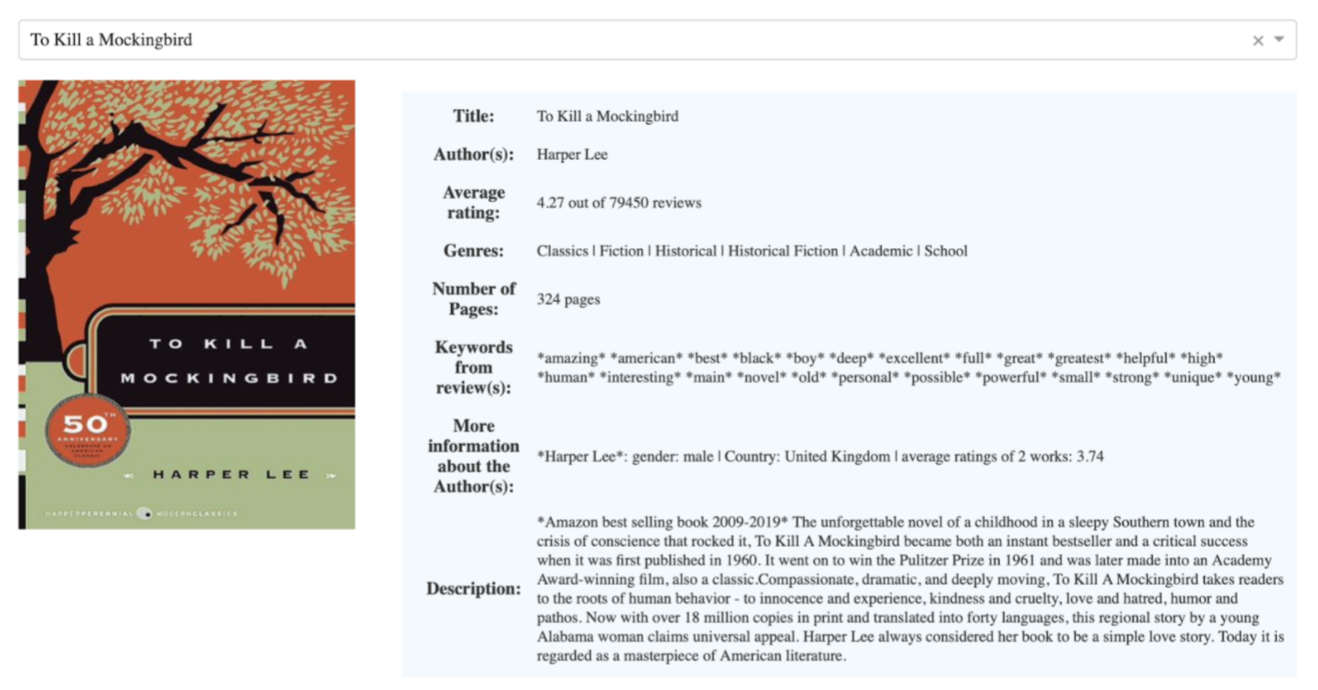 To Kill a Mockingbird
TO KILL A
MOCKINGBIRD
50TH
ANNIVERSARY
HARPER LEE
HARPERPERENNIAL MODERNCLASSICS
Title: To Kill a Mockingbird
Author(s): Harper Lee
Average
rating:
4.27 out of 79450 reviews
Genres: Classics | Fiction | Historical | Historical Fiction | Academic | School
Number of
Pages:
324 pages
Keywords
from
review(s):
*amazing* *american* *best* *black* *boy* *deep* *excellent* *full* *great* *greatest* *helpful* *high*
*human* *interesting* *main* *novel* *old* *personal* *possible* *powerful* *small* *strong* *unique* *young*
More
information
about the
Author(s):
*Harper Lee*: gender: male | Country: United Kingdom | average ratings of 2 works: 3.74
Description:
*Amazon best selling book 2009-2019* The unforgettable novel of a childhood in a sleepy Southern town and the
crisis of conscience that rocked it, To Kill A Mockingbird became both an instant bestseller and a critical success
when it was first published in 1960. It went on to win the Pulitzer Prize in 1961 and was later made into an Academy
Award-winning film, also a classic.Compassionate, dramatic, and deeply moving, To Kill A Mockingbird takes readers
to the roots of human behavior - to innocence and experience, kindness and cruelty, love and hatred, humor and
pathos. Now with over 18 million copies in print and translated into forty languages, this regional story by a young
Alabama woman claims universal appeal. Harper Lee always considered her book to be a simple love story. Today it is
regarded as a masterpiece of American literature.